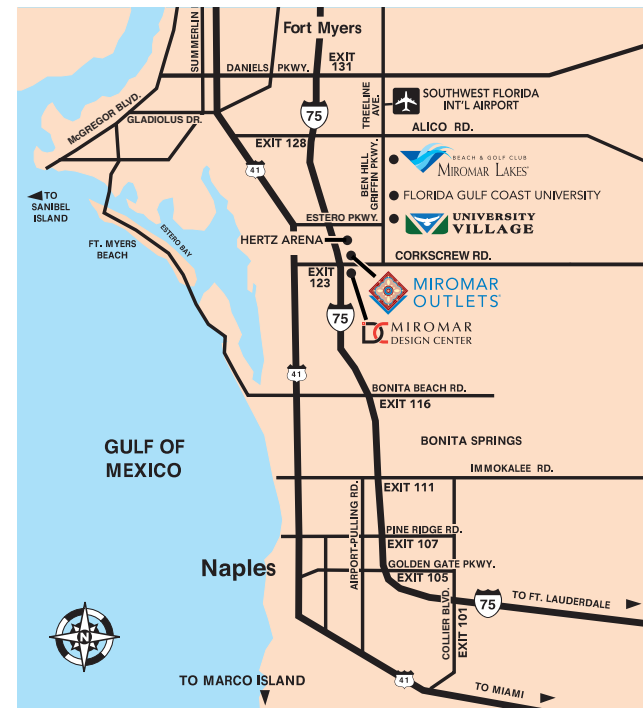 Fort Myers
SUMMERLIN
EXIT
131
DANIELS PKWY.
McGREGOR BLVD.
GLADIOLUS DR.
75
TREELINE
AVE.
SOUTHWEST FLORIDA
INT'L AIRPORT
ALICO RD.
EXIT 128
41
BEN HILL
GRIFFIN PKWY.
BEACH & GOLF CLUB
MIROMAR LAKES®
FLORIDA GULF COAST UNIVERSITY
UNIVERSITY
VILLAGE
TO
SANIBEL
ISLAND
ESTERO BAY
FT. MYERS
BEACH
ESTERO PKWY.
HERTZ ARENA
CORKSCREW RD.
EXIT
123
MIROMAR
OUTLETS®
75
iDC MIROMAR
DESIGN CENTER
41
BONITA BEACH RD.
EXIT 116
GULF OF
MEXICO
BONITA SPRINGS
IMMOKALEE RD.
EXIT 111
AIRPORT-PULLING RD.
PINE RIDGE RD.
EXIT 107
Naples
GOLDEN GATE PKWY.
EXIT 105
COLLIER BLVD.
EXIT 101
75
TO FT. LAUDERDALE
N
41
TO MARCO ISLAND
TO MIAMI